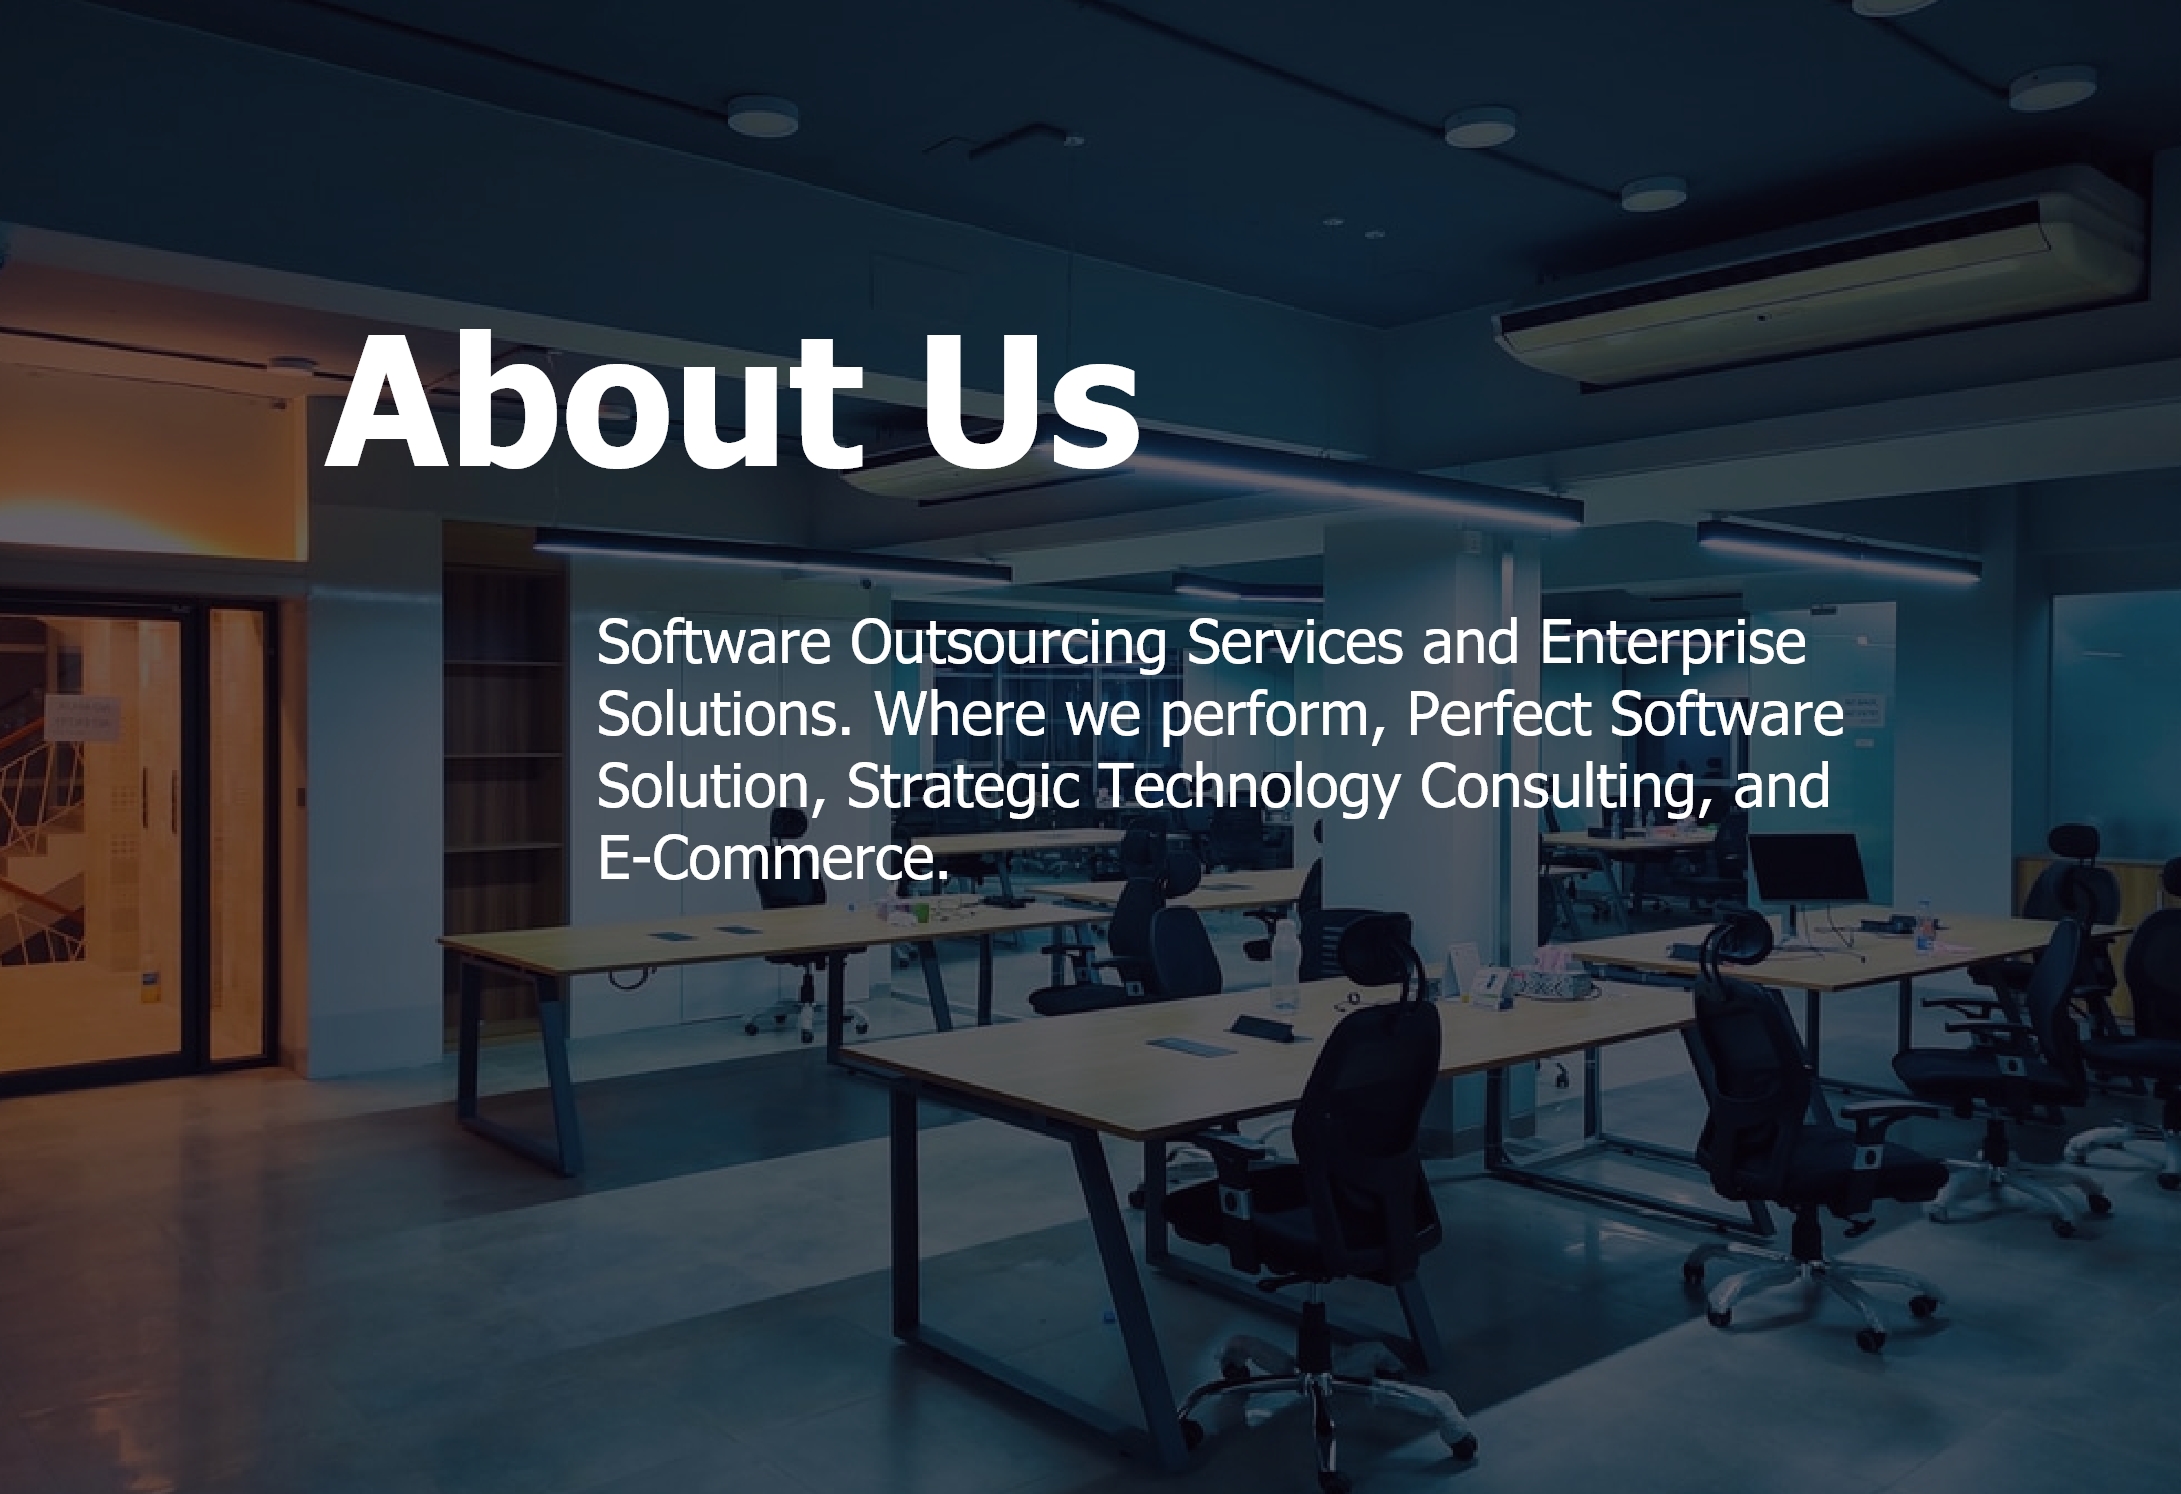 About Us
Software Outsourcing Services and Enterprise
Solutions. Where we perform, Perfect Software
Solution, Strategic Technology Consulting, and
E-Commerce.